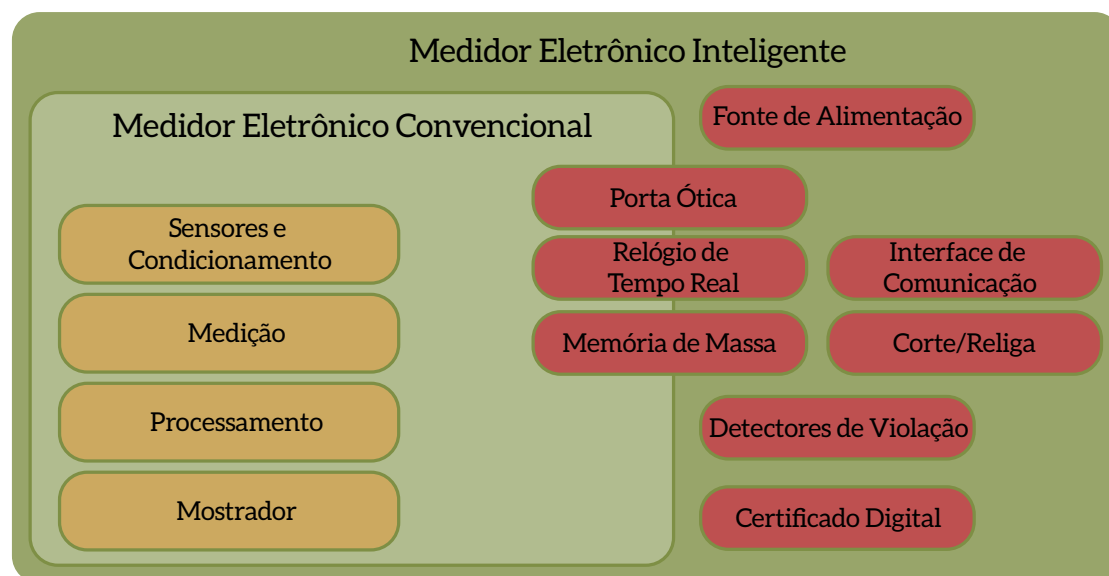 Medidor Eletrônico Inteligente
Medidor Eletrônico Convencional
Sensores e
Condicionamento
Medição
Processamento
Mostrador
Fonte de Alimentação
Porta Ótica
Relógio de
Tempo Real
Interface de
Comunicação
Memória de Massa
Corte/Religa
Detectores de Violação
Certificado Digital